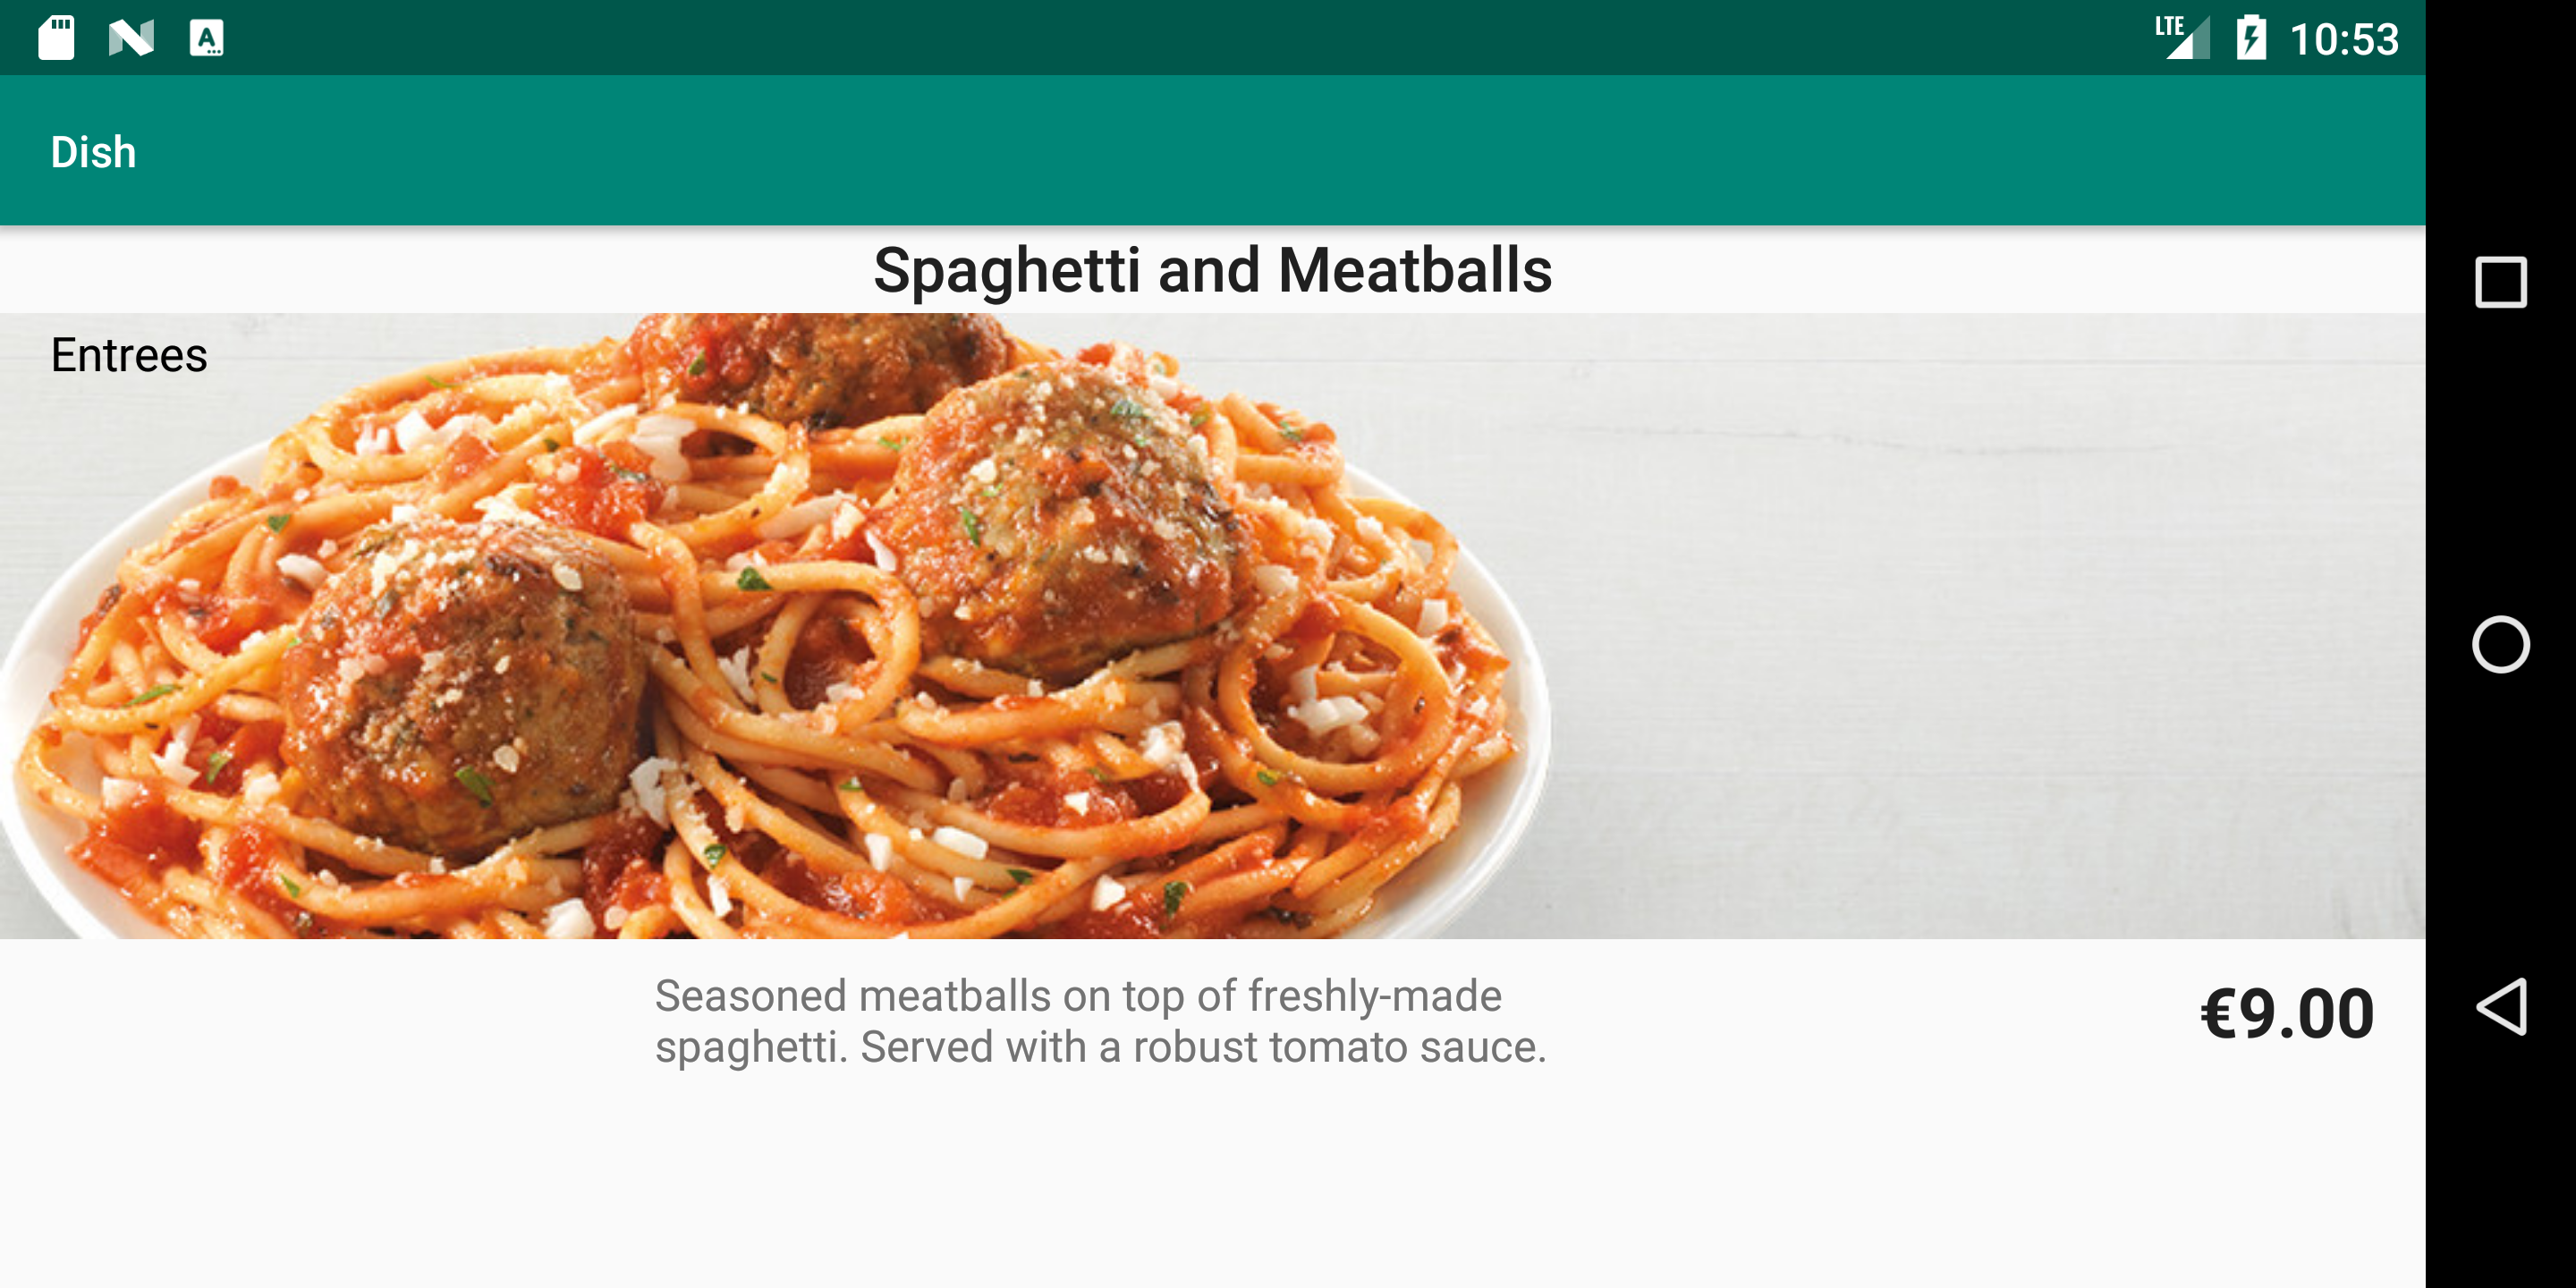 LTE 10:53
Dish
Spaghetti and Meatballs
Entrees
Seasoned meatballs on top of freshly-made
spaghetti. Served with a robust tomato sauce.
€9.00